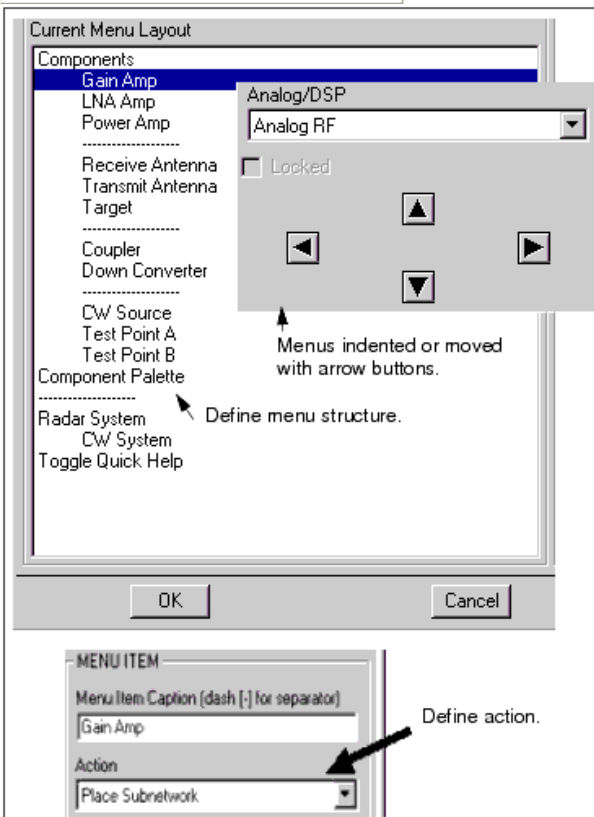 Current Menu Layout
Components
Gain Amp
LNA Amp
Power Amp
-------------------
Receive Antenna
Transmit Antenna
Target
-------------------
Coupler
Down Converter
-------------------
CW Source
Test Point A
Test Point B
Component Palette
-------------------
Radar System
CW System
Toggle Quick Help
Analog/DSP
Analog RF
Locked
Menus indented or moved
with arrow buttons.
Define menu structure.
OK
Cancel
MENU ITEM
Menu Item Caption (dash [-] for separator)
Gain Amp
Action
Place Subnetwork
Define action.